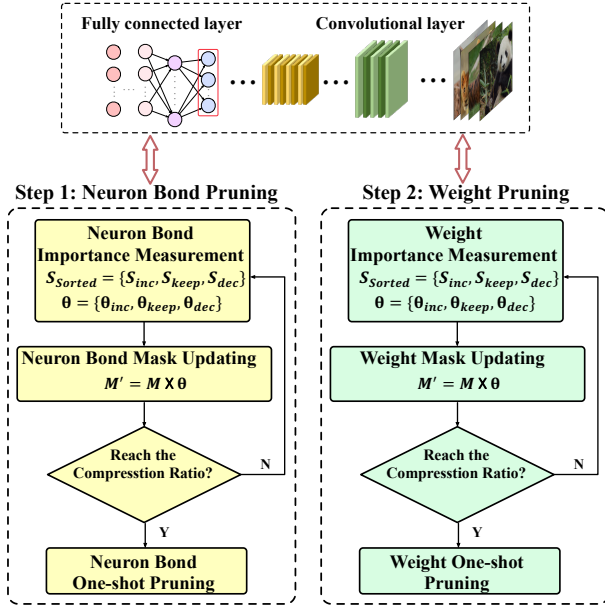 Fully connected layer
Convolutional layer
Step 1: Neuron Bond Pruning
Neuron Bond
Importance Measurement
S_Sorted = {S_inc, S_keep, S_dec}
θ = {θ_inc, θ_keep, θ_dec}
Neuron Bond Mask Updating
M′ = M X θ
Reach the
Compresstion Ratio?
N
Y
Neuron Bond
One-shot Pruning
Step 2: Weight Pruning
Weight
Importance Measurement
S_Sorted = {S_inc, S_keep, S_dec}
θ = {θ_inc, θ_keep, θ_dec}
Weight Mask Updating
M′ = M X θ
Reach the
Compresstion Ratio?
N
Y
Weight One-shot
Pruning